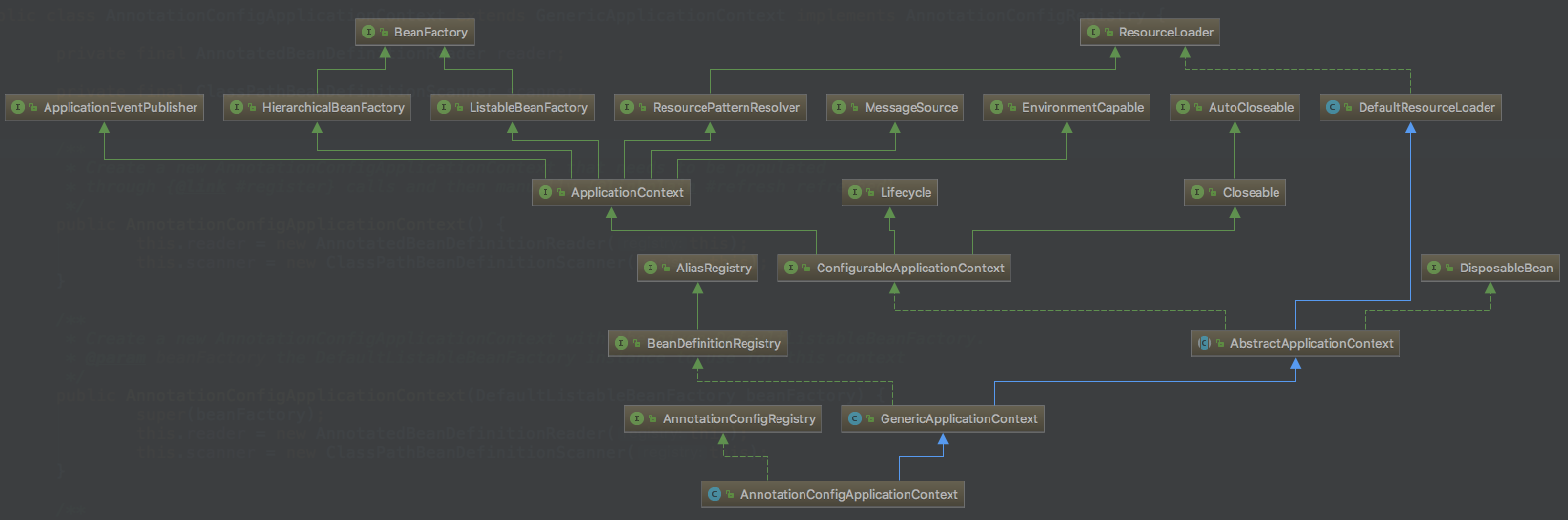 BeanFactory
ResourceLoader
ApplicationEventPublisher
HierarchicalBeanFactory
ListableBeanFactory
ResourcePatternResolver
MessageSource
EnvironmentCapable
AutoCloseable
DefaultResourceLoader
ApplicationContext
Lifecycle
Closeable
AliasRegistry
ConfigurableApplicationContext
DisposableBean
BeanDefinitionRegistry
AbstractApplicationContext
AnnotationConfigRegistry
GenericApplicationContext
AnnotationConfigApplicationContext